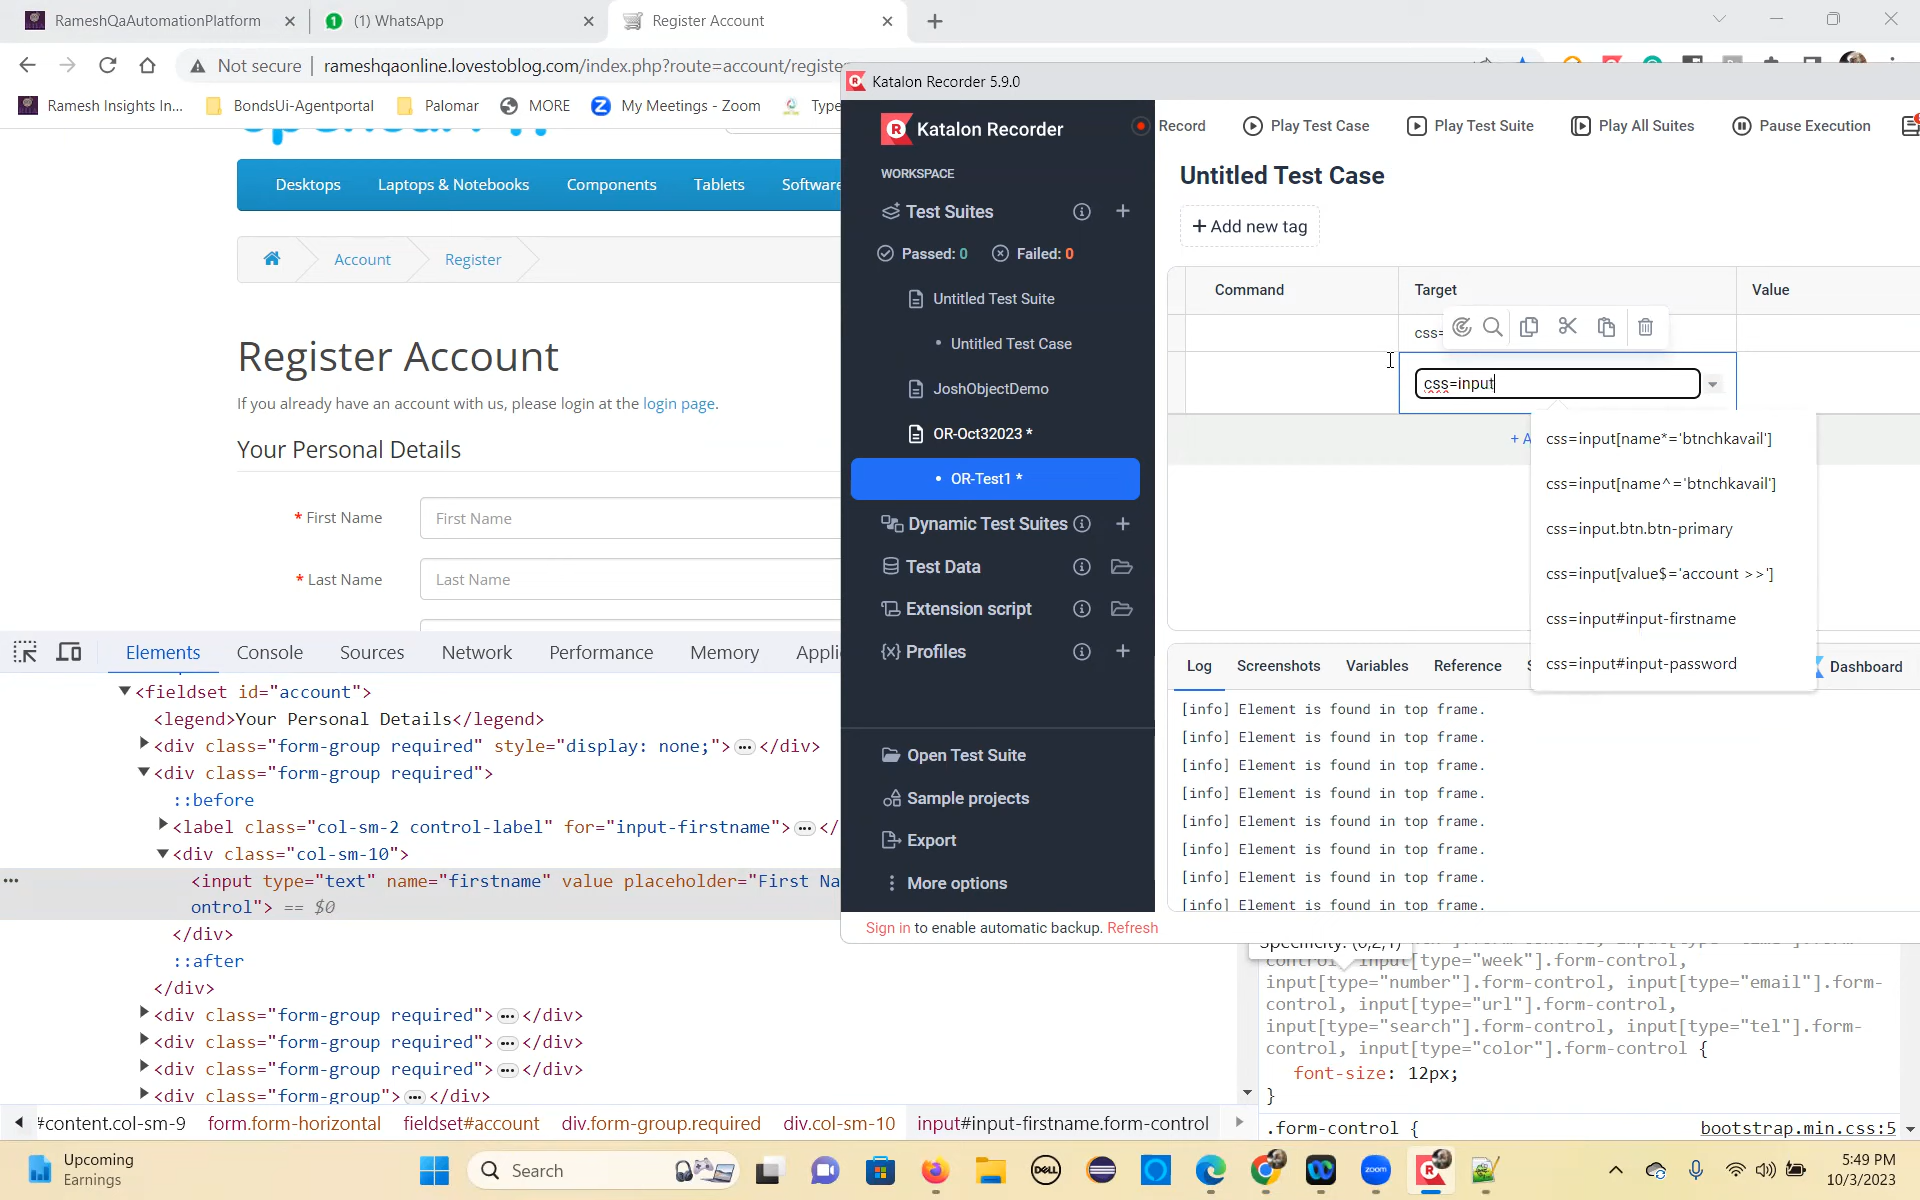 RameshQaAutomationPlatform
(1) WhatsApp
Register Account
Not secure
rameshqaonline.lovestoblog.com/index.php?route=account/register
Ramesh Insights In...
BondsUi-Agentportal
Palomar
MORE
My Meetings - Zoom
Type
Desktops
Laptops & Notebooks
Components
Tablets
Software
Account
Register
Register Account
If you already have an account with us, please login at the login page.
Your Personal Details
* First Name
First Name
* Last Name
Last Name
Katalon Recorder 5.9.0
Katalon Recorder
WORKSPACE
Test Suites
Passed: 0
Failed: 0
Untitled Test Suite
• Untitled Test Case
JoshObjectDemo
OR-Oct32023 *
• OR-Test1 *
Dynamic Test Suites
Test Data
Extension script
Profiles
Open Test Suite
Sample projects
Export
More options
Sign in to enable automatic backup. Refresh
Record
Play Test Case
Play Test Suite
Play All Suites
Pause Execution
Untitled Test Case
+ Add new tag
Command
Target
Value
css=
css=input
+ A
css=input[name*='btnchkavail']
css=input[name^='btnchkavail']
css=input.btn.btn-primary
css=input[value$='account >>']
css=input#input-firstname
css=input#input-password
Log
Screenshots
Variables
Reference
S
Dashboard
[info] Element is found in top frame.
[info] Element is found in top frame.
[info] Element is found in top frame.
[info] Element is found in top frame.
[info] Element is found in top frame.
[info] Element is found in top frame.
[info] Element is found in top frame.
[info] Element is found in top frame.
Elements
Console
Sources
Network
Performance
Memory
Appli
<fieldset id="account">
<legend>Your Personal Details</legend>
<div class="form-group required" style="display: none;"> ... </div>
<div class="form-group required">
::before
<label class="col-sm-2 control-label" for="input-firstname"> ... </
<div class="col-sm-10">
... <input type="text" name="firstname" value placeholder="First Na
ontrol"> == $0
</div>
::after
</div>
<div class="form-group required"> ... </div>
<div class="form-group required"> ... </div>
<div class="form-group required"> ... </div>
<div class="form-group"> ... </div>
#content.col-sm-9
form.form-horizontal
fieldset#account
div.form-group.required
div.col-sm-10
input#input-firstname.form-control
Specificity: (0,2,1)
control, input[type="week"].form-control,
input[type="number"].form-control, input[type="email"].form-
control, input[type="url"].form-control,
input[type="search"].form-control, input[type="tel"].form-
control, input[type="color"].form-control {
font-size: 12px;
}
.form-control {
bootstrap.min.css:5
Upcoming
Earnings
Search
DELL
zoom
5:49 PM
10/3/2023